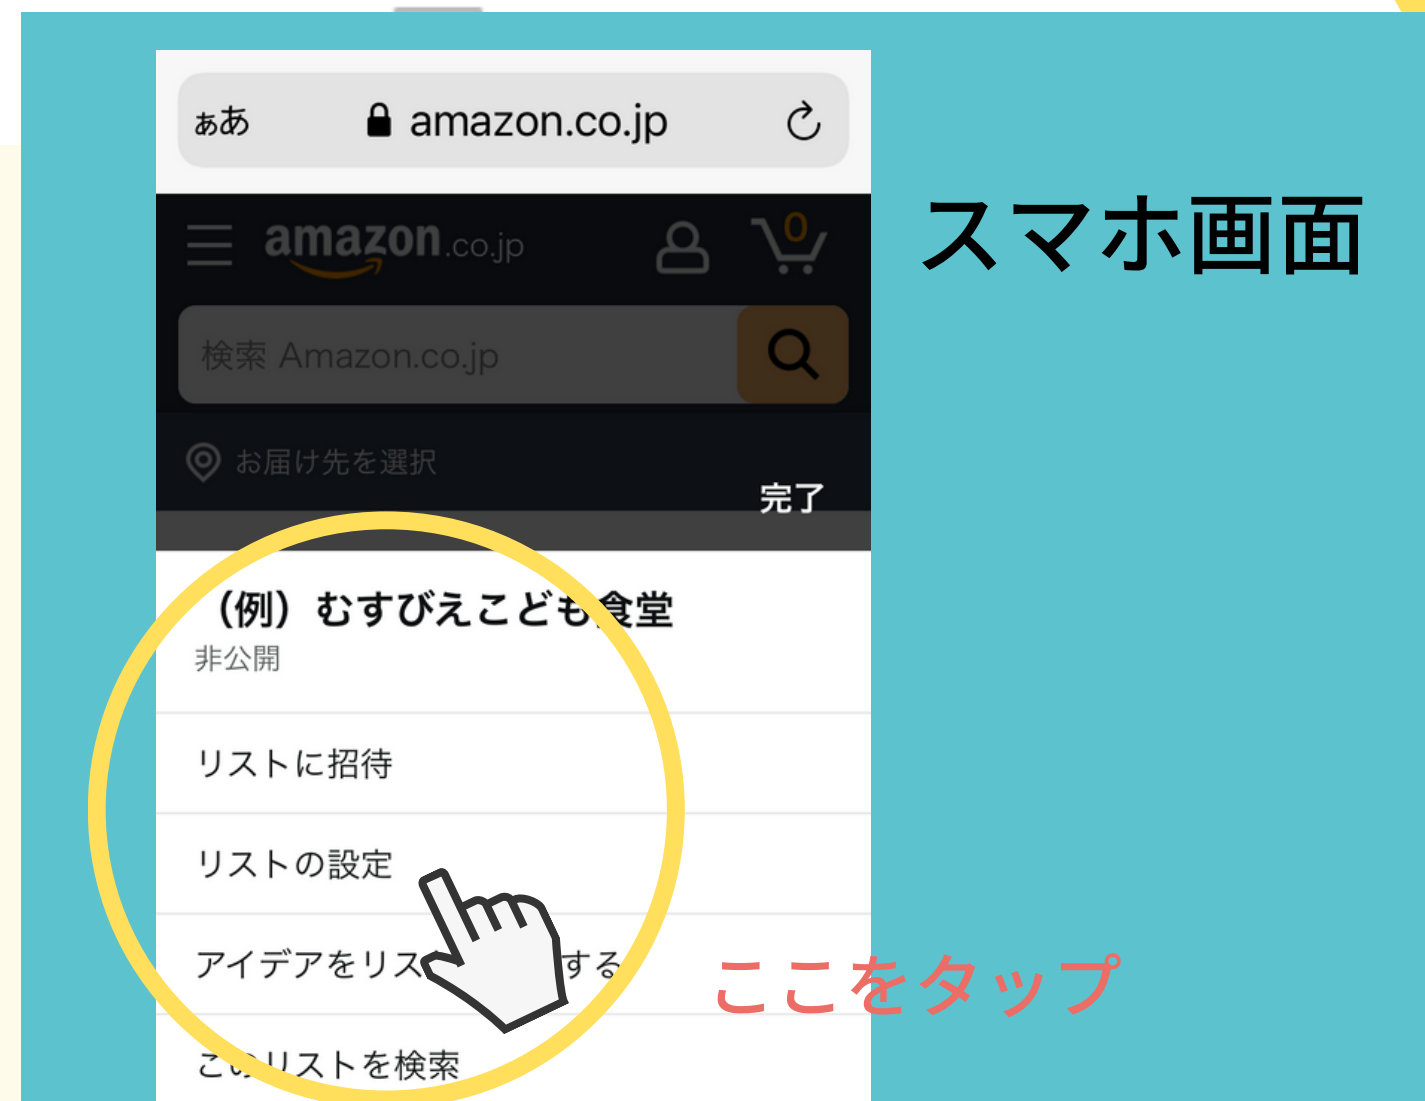 ぁあ amazon.co.jp
amazon.co.jp
0
検索 Amazon.co.jp
お届け先を選択
完了
スマホ画面
（例）むすびえこども食堂
非公開
リストに招待
リストの設定
アイデアをリス する
ここをタップ
このリストを検索